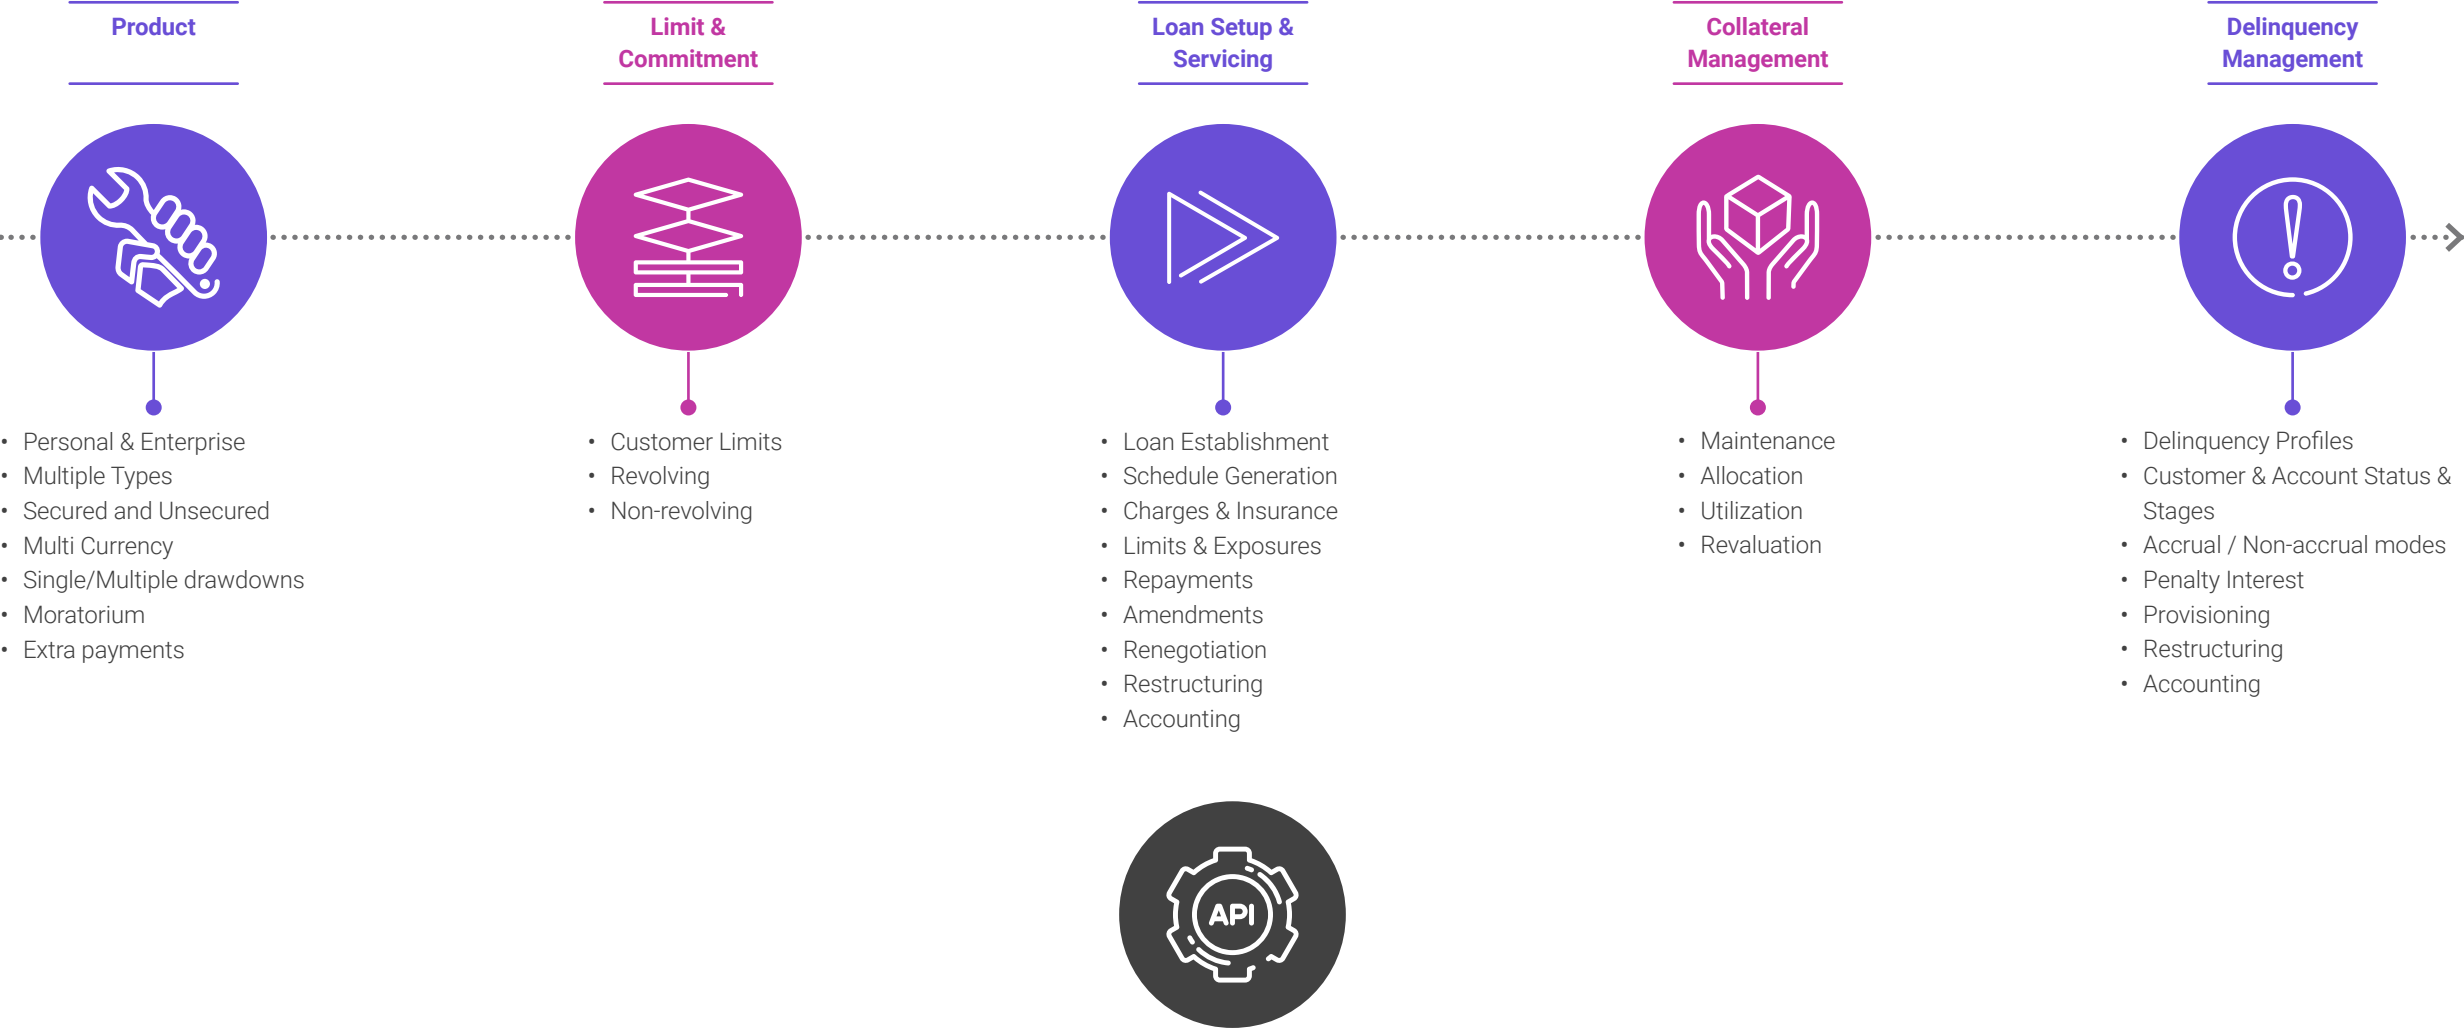 Product
Limit &
Commitment
Loan Setup &
Servicing
Collateral
Management
Delinquency
Management
• Personal & Enterprise
• Multiple Types
• Secured and Unsecured
• Multi Currency
• Single/Multiple drawdowns
• Moratorium
• Extra payments
• Customer Limits
• Revolving
• Non-revolving
• Loan Establishment
• Schedule Generation
• Charges & Insurance
• Limits & Exposures
• Repayments
• Amendments
• Renegotiation
• Restructuring
• Accounting
• Maintenance
• Allocation
• Utilization
• Revaluation
• Delinquency Profiles
• Customer & Account Status &
Stages
• Accrual / Non-accrual modes
• Penalty Interest
• Provisioning
• Restructuring
• Accounting
API